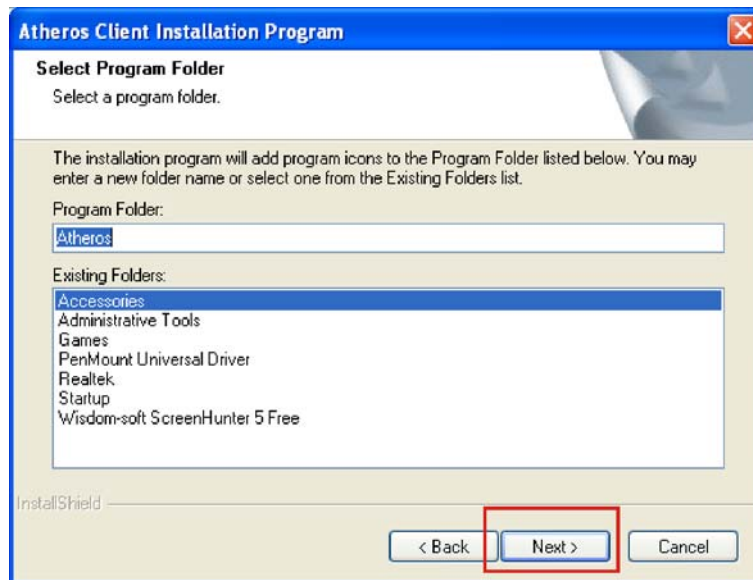 Atheros Client Installation Program
Select Program Folder
Select a program folder.
The installation program will add program icons to the Program Folder listed below. You may
enter a new folder name or select one from the Existing Folders list.
Program Folder:
Atheros
Existing Folders:
Accessories
Administrative Tools
Games
PenMount Universal Driver
Realtek
Startup
Wisdom-soft ScreenHunter 5 Free
InstallShield
< Back
Next >
Cancel